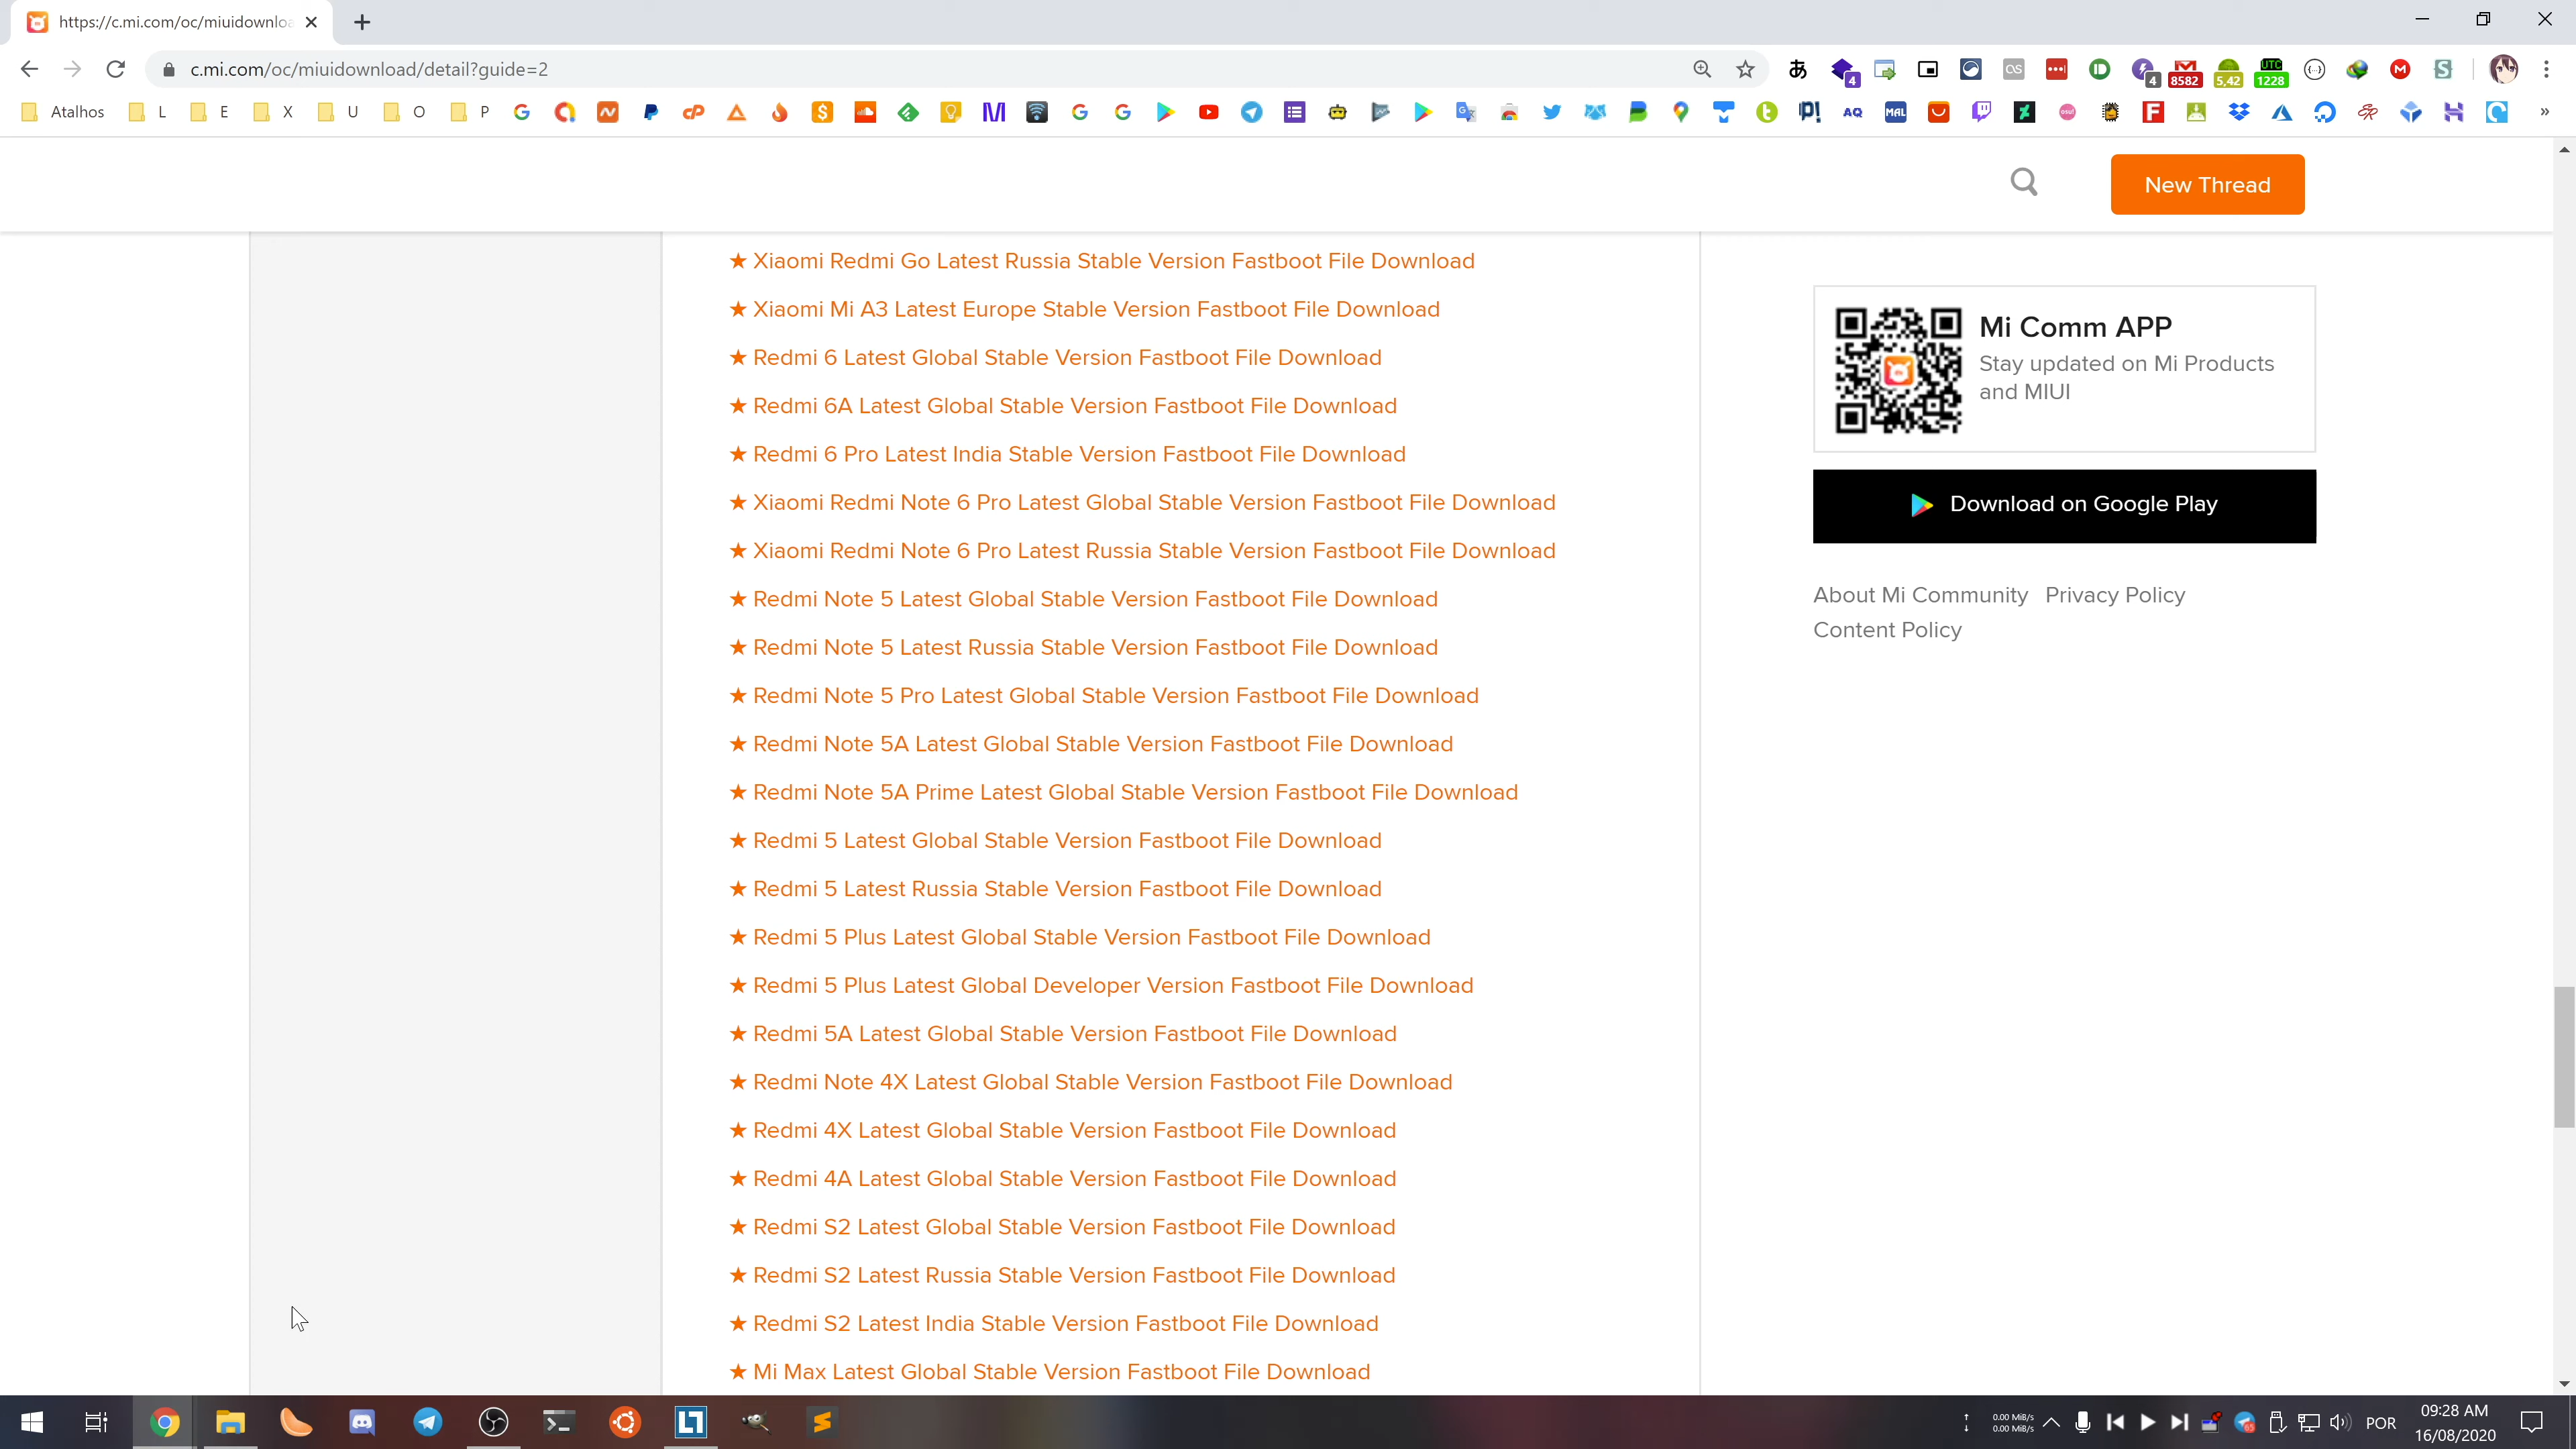 https://c.mi.com/oc/miuidownloa
c.mi.com/oc/miuidownload/detail?guide=2
あ
4
4
8582
5,42
UTC
1228
Atalhos
L
E
X
U
O
P
New Thread
★ Xiaomi Redmi Go Latest Russia Stable Version Fastboot File Download
★ Xiaomi Mi A3 Latest Europe Stable Version Fastboot File Download
★ Redmi 6 Latest Global Stable Version Fastboot File Download
★ Redmi 6A Latest Global Stable Version Fastboot File Download
★ Redmi 6 Pro Latest India Stable Version Fastboot File Download
★ Xiaomi Redmi Note 6 Pro Latest Global Stable Version Fastboot File Download
★ Xiaomi Redmi Note 6 Pro Latest Russia Stable Version Fastboot File Download
★ Redmi Note 5 Latest Global Stable Version Fastboot File Download
★ Redmi Note 5 Latest Russia Stable Version Fastboot File Download
★ Redmi Note 5 Pro Latest Global Stable Version Fastboot File Download
★ Redmi Note 5A Latest Global Stable Version Fastboot File Download
★ Redmi Note 5A Prime Latest Global Stable Version Fastboot File Download
★ Redmi 5 Latest Global Stable Version Fastboot File Download
★ Redmi 5 Latest Russia Stable Version Fastboot File Download
★ Redmi 5 Plus Latest Global Stable Version Fastboot File Download
★ Redmi 5 Plus Latest Global Developer Version Fastboot File Download
★ Redmi 5A Latest Global Stable Version Fastboot File Download
★ Redmi Note 4X Latest Global Stable Version Fastboot File Download
★ Redmi 4X Latest Global Stable Version Fastboot File Download
★ Redmi 4A Latest Global Stable Version Fastboot File Download
★ Redmi S2 Latest Global Stable Version Fastboot File Download
★ Redmi S2 Latest Russia Stable Version Fastboot File Download
★ Redmi S2 Latest India Stable Version Fastboot File Download
★ Mi Max Latest Global Stable Version Fastboot File Download
Mi Comm APP
Stay updated on Mi Products
and MIUI
Download on Google Play
About Mi Community Privacy Policy
Content Policy
0.00 MiB/s
0.00 MiB/s
POR
09:28 AM
16/08/2020